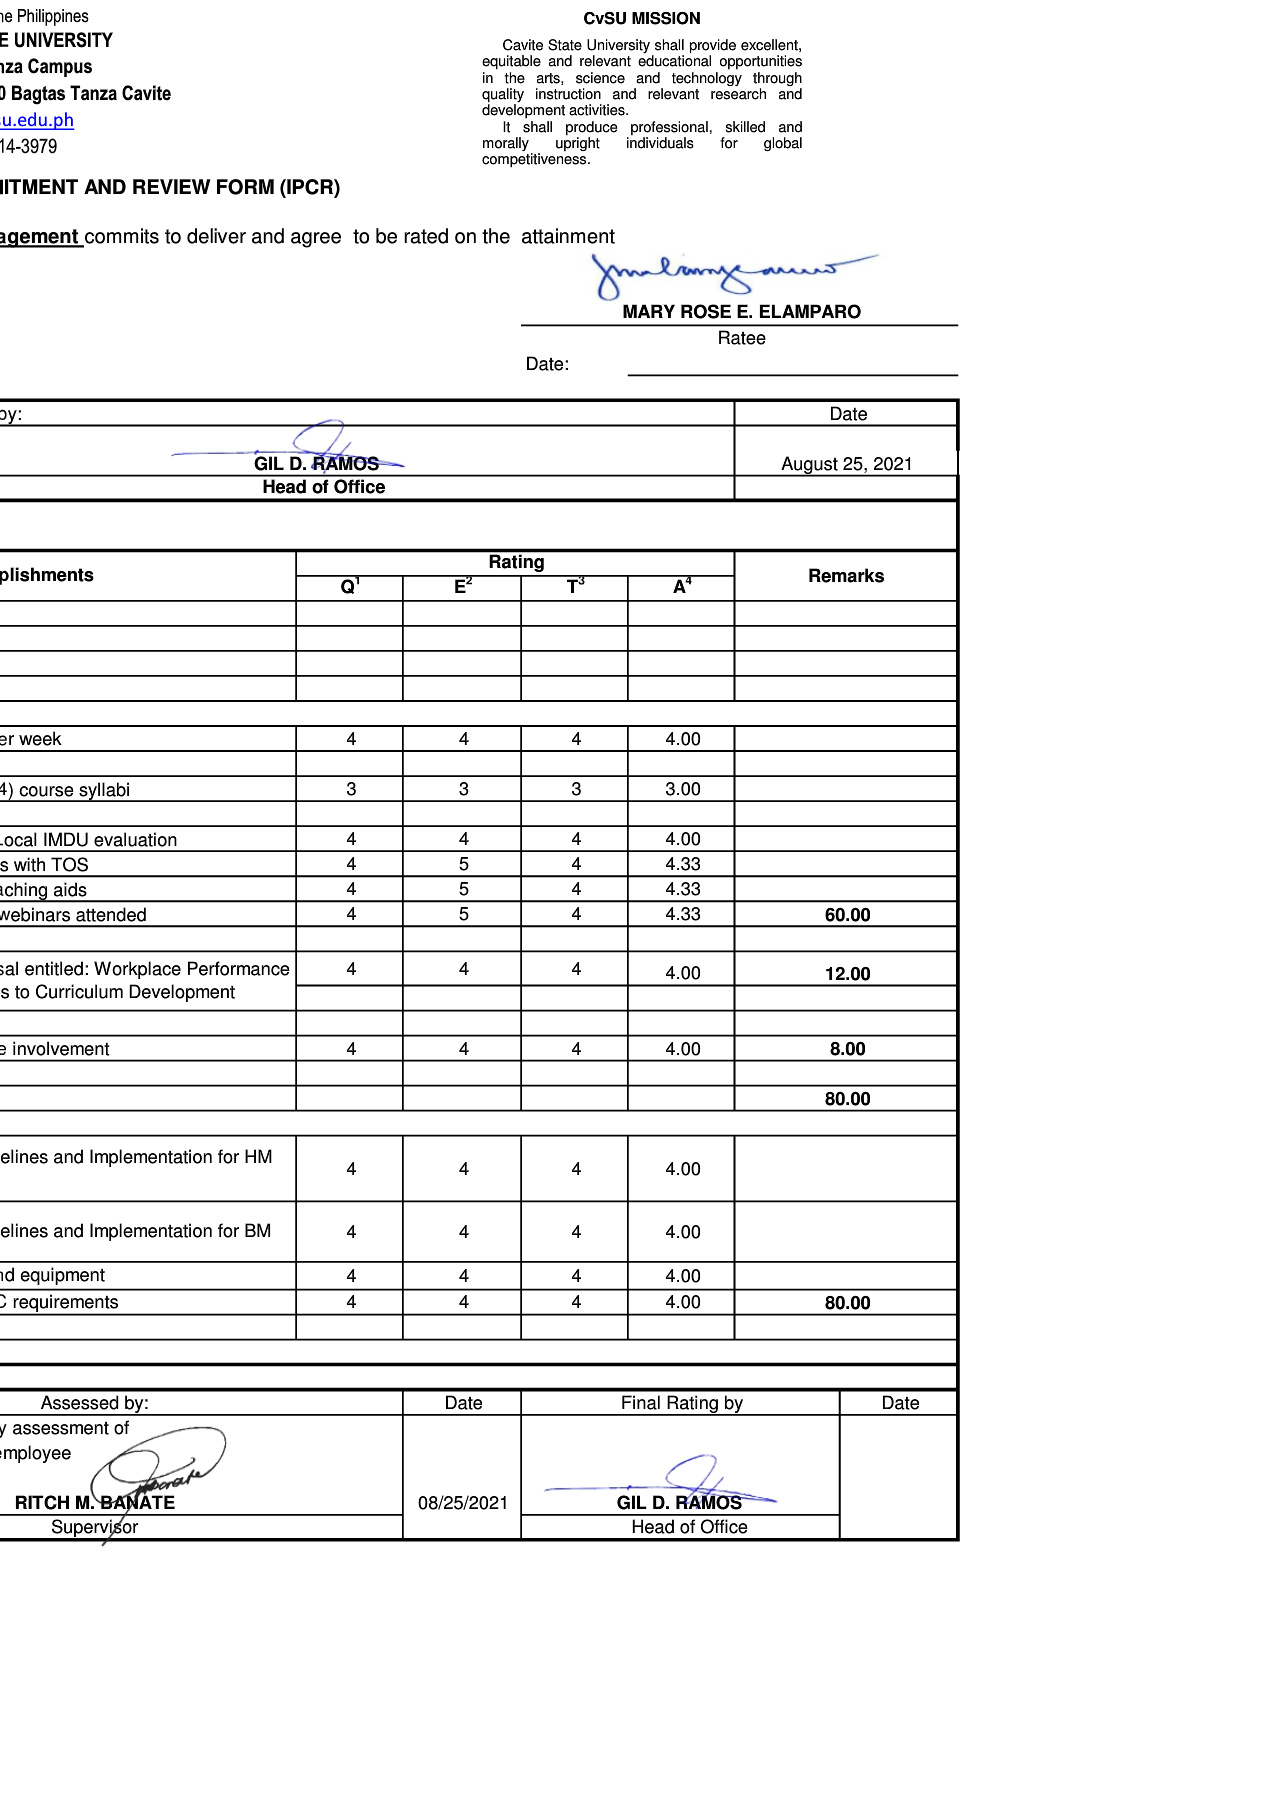 ne Philippines
E UNIVERSITY
nza Campus
0 Bagtas Tanza Cavite
su.edu.ph
14-3979
CvSU MISSION
Cavite State University shall provide excellent,
equitable and relevant educational opportunities
in the arts, science and technology through
quality instruction and relevant research and
development activities.
It shall produce professional, skilled and
morally upright individuals for global
competitiveness.
MITMENT AND REVIEW FORM (IPCR)
agement commits to deliver and agree to be rated on the attainment
MARY ROSE E. ELAMPARO
Ratee
Date:
by: Date
GIL D. RAMOS August 25, 2021
Head of Office
plishments Rating Remarks
Q1 E2 T3 A4
er week 4 4 4 4.00
4) course syllabi 3 3 3 3.00
Local IMDU evaluation 4 4 4 4.00
s with TOS 4 5 4 4.33
aching aids 4 5 4 4.33
webinars attended 4 5 4 4.33 60.00
sal entitled: Workplace Performance 4 4 4 4.00 12.00
s to Curriculum Development
e involvement 4 4 4 4.00 8.00
80.00
elines and Implementation for HM 4 4 4 4.00
elines and Implementation for BM 4 4 4 4.00
nd equipment 4 4 4 4.00
C requirements 4 4 4 4.00 80.00
Assessed by: Date Final Rating by Date
y assessment of
employee
RITCH M. BANATE 08/25/2021 GIL D. RAMOS
Supervisor Head of Office